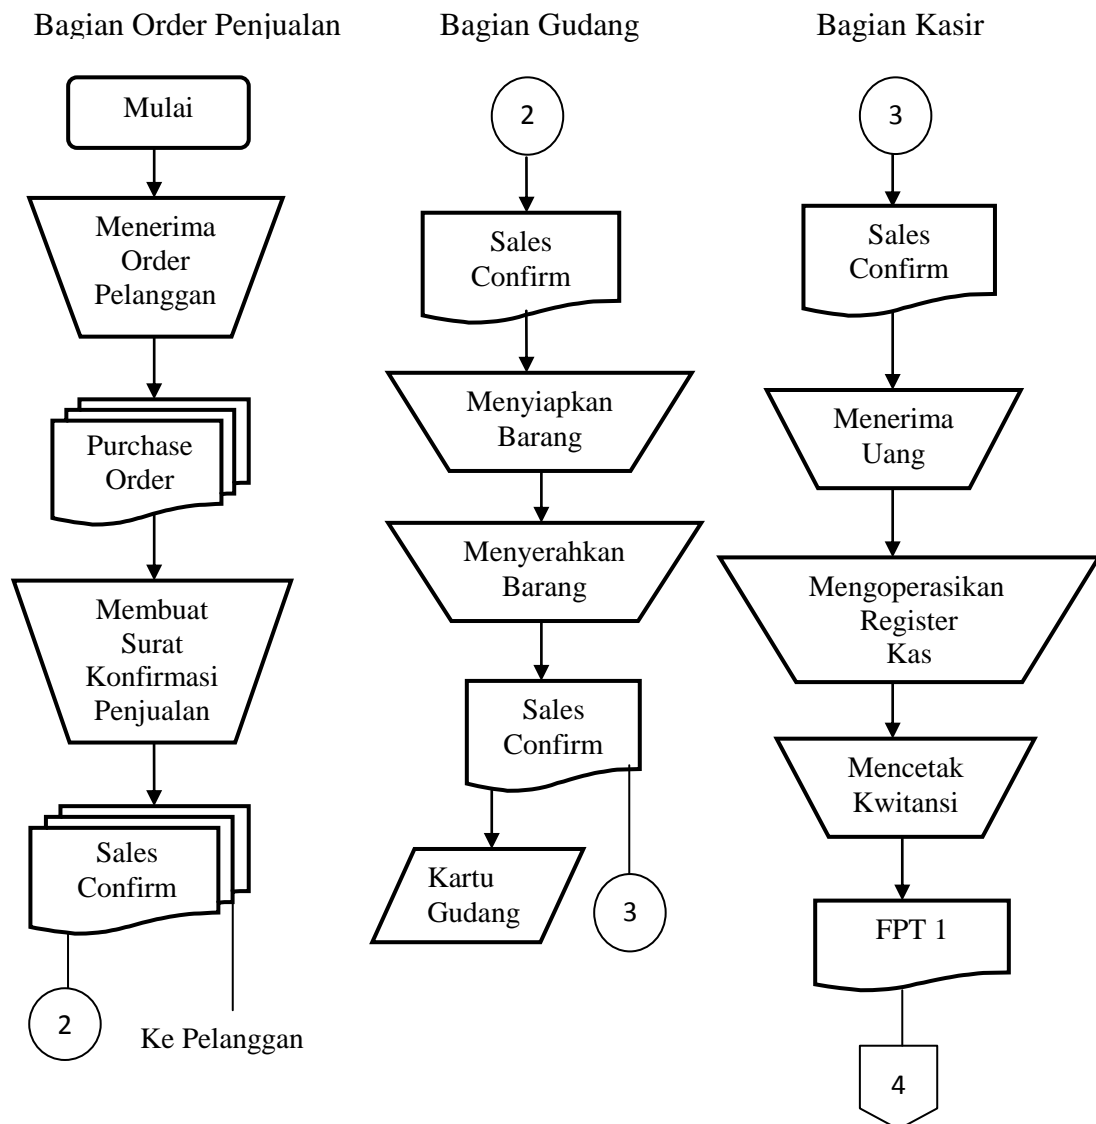 Bagian Order Penjualan
Mulai
Menerima
Order
Pelanggan
Purchase
Order
Membuat
Surat
Konfirmasi
Penjualan
Sales
Confirm
2
Ke Pelanggan
Bagian Gudang
2
Sales
Confirm
Menyiapkan
Barang
Menyerahkan
Barang
Sales
Confirm
Kartu
Gudang
3
Bagian Kasir
3
Sales
Confirm
Menerima
Uang
Mengoperasikan
Register
Kas
Mencetak
Kwitansi
FPT 1
4